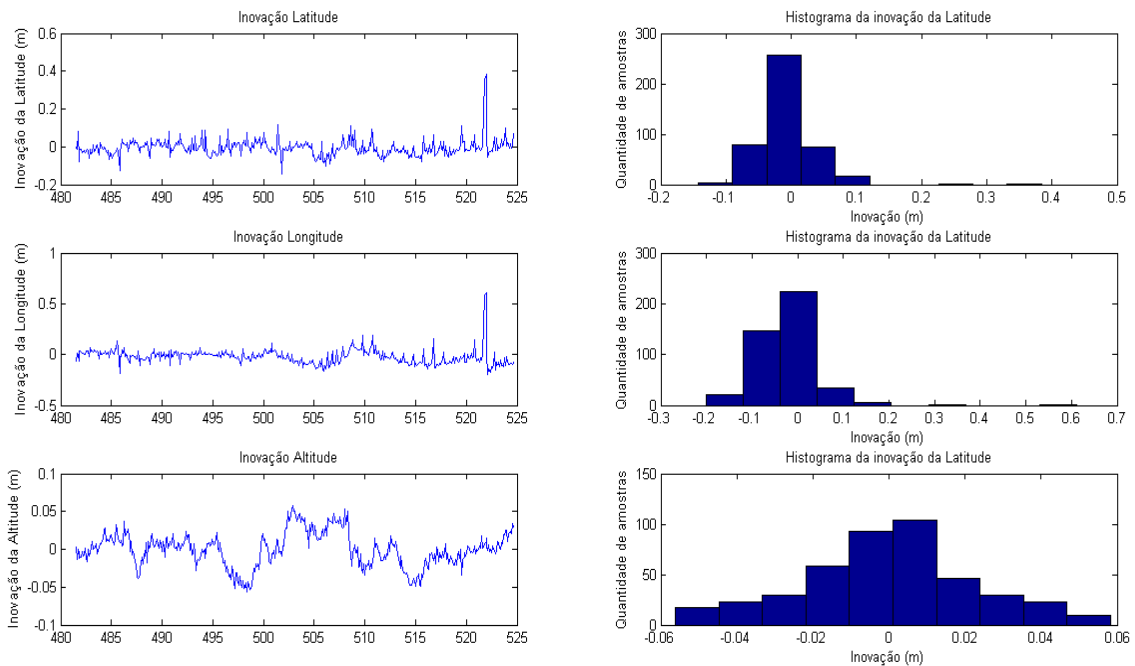 Inovação Latitude
Inovação da Latitude (m)
0.6
0.4
0.2
0
-0.2
480 485 490 495 500 505 510 515 520 525
Histograma da inovação da Latitude
Quantidade de amostras
300
200
100
0
-0.2 -0.1 0 0.1 0.2 0.3 0.4 0.5
Inovação (m)
Inovação Longitude
Inovação da Longitude (m)
1
0.5
0
-0.5
480 485 490 495 500 505 510 515 520 525
Histograma da inovação da Latitude
Quantidade de amostras
300
200
100
0
-0.3 -0.2 -0.1 0 0.1 0.2 0.3 0.4 0.5 0.6 0.7
Inovação (m)
Inovação Altitude
Inovação da Altitude (m)
0.1
0.05
0
-0.05
-0.1
480 485 490 495 500 505 510 515 520 525
Histograma da inovação da Latitude
Quantidade de amostras
150
100
50
0
-0.06 -0.04 -0.02 0 0.02 0.04 0.06
Inovação (m)